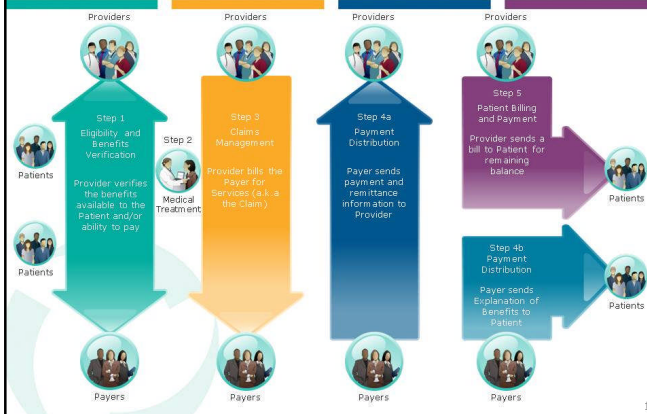 Providers
Step 1
Eligibility and
Benefits
Verification
Provider verifies
the benefits
available to the
Patient and/or
ability to pay
Patients
Patients
Payers
Step 2
Medical
Treatment
Providers
Step 3
Claims
Management
Provider bills the
Payer for
Services (a.k.a
the Claim)
Payers
Providers
Step 4a
Payment
Distribution
Payer sends
payment and
remittance
information to
Provider
Payers
Providers
Step 5
Patient Billing
and Payment
Provider sends a
bill to Patient for
remaining
balance
Patients
Step 4b
Payment
Distribution
Payer sends
Explanation of
Benefits to
Patient
Patients
Payers
1